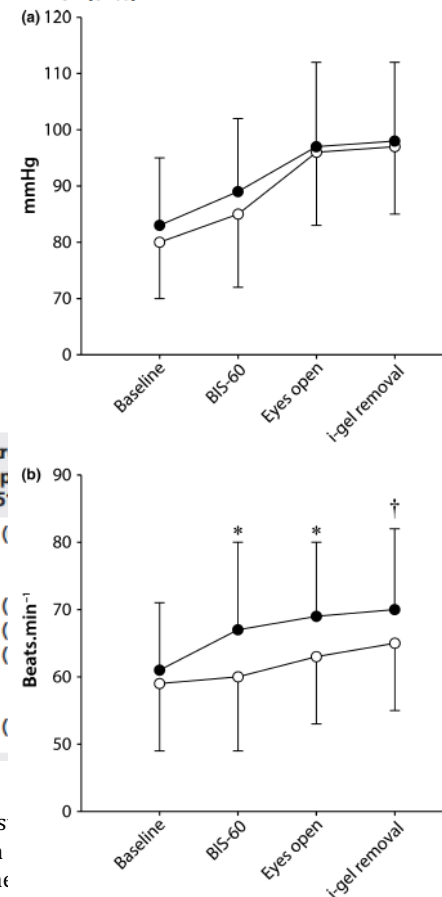 (a) 120
110
100
90
80
70
0
mmHg
Baseline
BIS-60
Eyes open
i-gel removal
(b) 90
80
70
60
50
0
Beats.min⁻¹
*
*
†
Baseline
BIS-60
Eyes open
i-gel removal